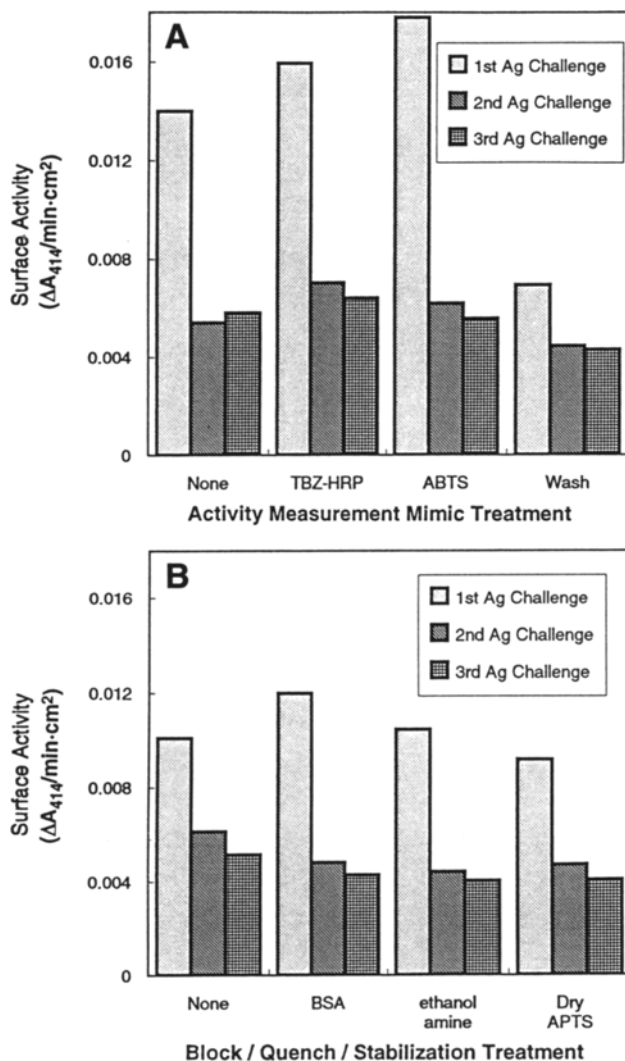 A
0.016
0.012
0.008
0.004
0
Surface Activity
(ΔA414/min·cm²)
1st Ag Challenge
2nd Ag Challenge
3rd Ag Challenge
None TBZ-HRP ABTS Wash
Activity Measurement Mimic Treatment
B
0.016
0.012
0.008
0.004
0
Surface Activity
(ΔA414/min·cm²)
1st Ag Challenge
2nd Ag Challenge
3rd Ag Challenge
None BSA ethanol Dry
amine APTS
Block / Quench / Stabilization Treatment